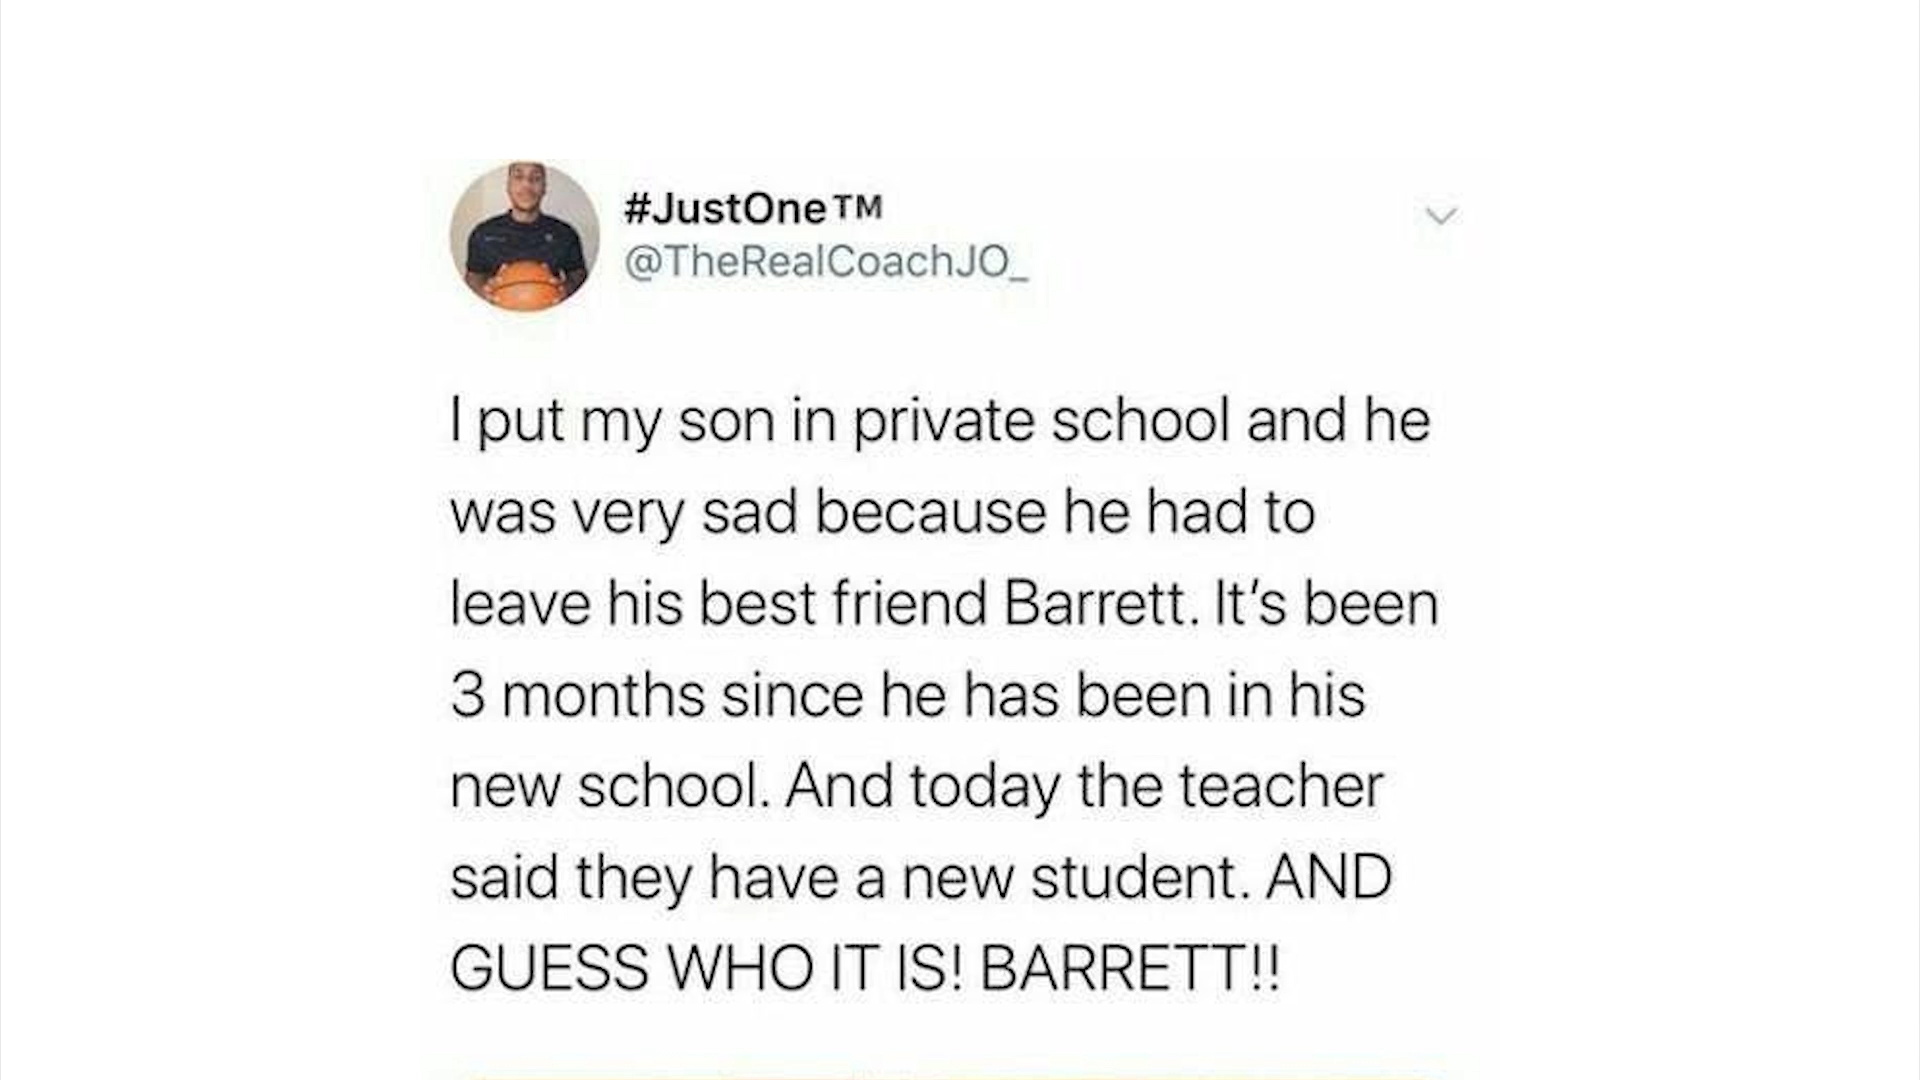 #JustOne™
@TheRealCoachJO_
I put my son in private school and he
was very sad because he had to
leave his best friend Barrett. It's been
3 months since he has been in his
new school. And today the teacher
said they have a new student. AND
GUESS WHO IT IS! BARRETT!!